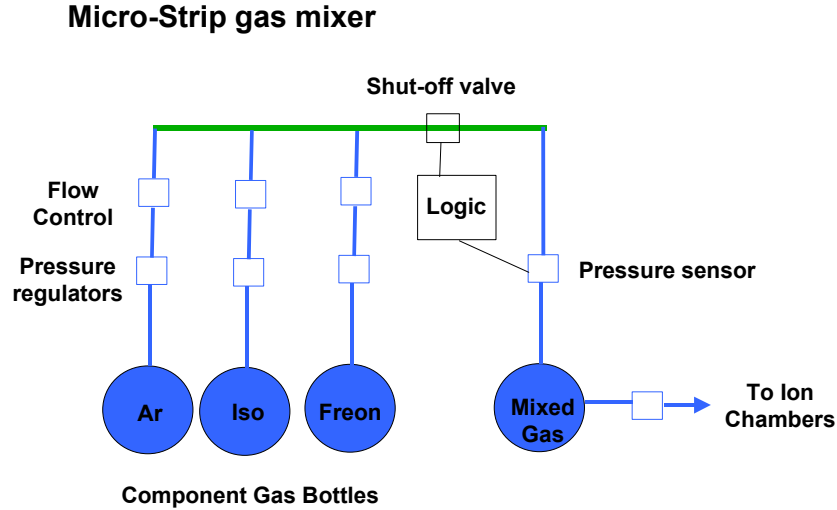 Micro-Strip gas mixer
Shut-off valve
Flow
Control
Logic
Pressure
regulators
Pressure sensor
Ar
Iso
Freon
Mixed
Gas
To Ion
Chambers
Component Gas Bottles